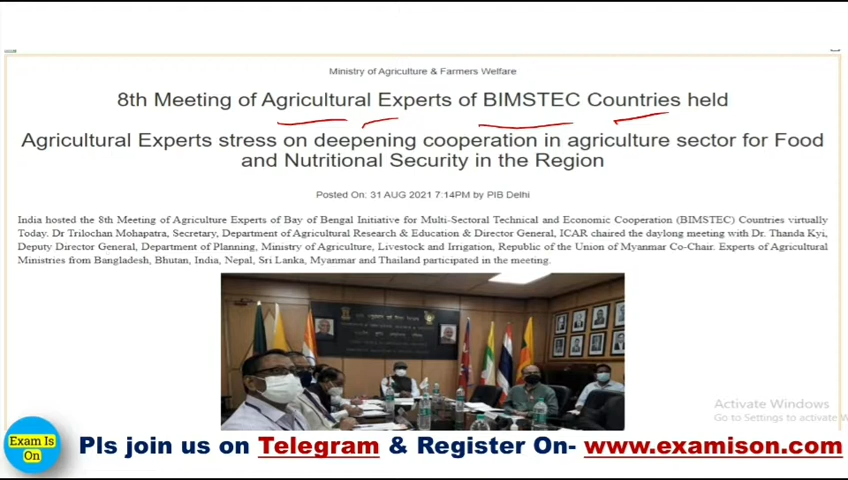 Ministry of Agriculture & Farmers Welfare
8th Meeting of Agricultural Experts of BIMSTEC Countries held
Agricultural Experts stress on deepening cooperation in agriculture sector for Food
and Nutritional Security in the Region
Posted On: 31 AUG 2021 7:14PM by PIB Delhi
India hosted the 8th Meeting of Agriculture Experts of Bay of Bengal Initiative for Multi-Sectoral Technical and Economic Cooperation (BIMSTEC) Countries virtually
Today. Dr Trilochan Mohapatra, Secretary, Department of Agricultural Research & Education & Director General, ICAR chaired the daylong meeting with Dr. Thanda Kyi,
Deputy Director General, Department of Planning, Ministry of Agriculture, Livestock and Irrigation, Republic of the Union of Myanmar Co-Chair. Experts of Agricultural
Ministries from Bangladesh, Bhutan, India, Nepal, Sri Lanka, Myanmar and Thailand participated in the meeting.
Activate Windows
Go to Settings to activate W
Exam Is
On
Pls join us on Telegram & Register On- www.examison.com